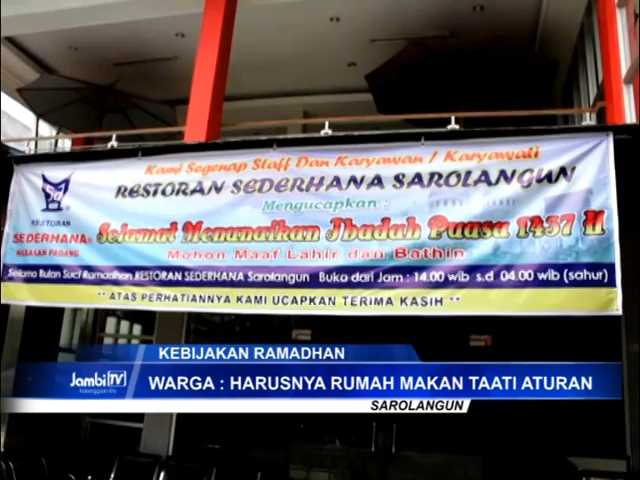 Kami Segenap Staff Dan Karyawan / Karyawati
RESTORAN SEDERHANA SAROLANGUN
Mengucapkan :
Selamat Menunaikan Ibadah Puasa 1437 H
Mohon Maaf Lahir dan Bathin
RESTORAN
SEDERHANA
MASAKAN PADANG
Selama Bulan Suci Ramadhan RESTORAN SEDERHANA Sarolangun Buka dari Jam : 14.00 wib s.d 04.00 wib (sahur)
** ATAS PERHATIANNYA KAMI UCAPKAN TERIMA KASIH **
KEBIJAKAN RAMADHAN
JambiTV
WARGA : HARUSNYA RUMAH MAKAN TAATI ATURAN
SAROLANGUN